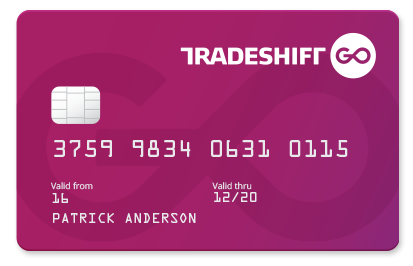 TRADESHIFT GO
3759 9834 0631 0115
Valid from Valid thru
16 12/20
PATRICK ANDERSON